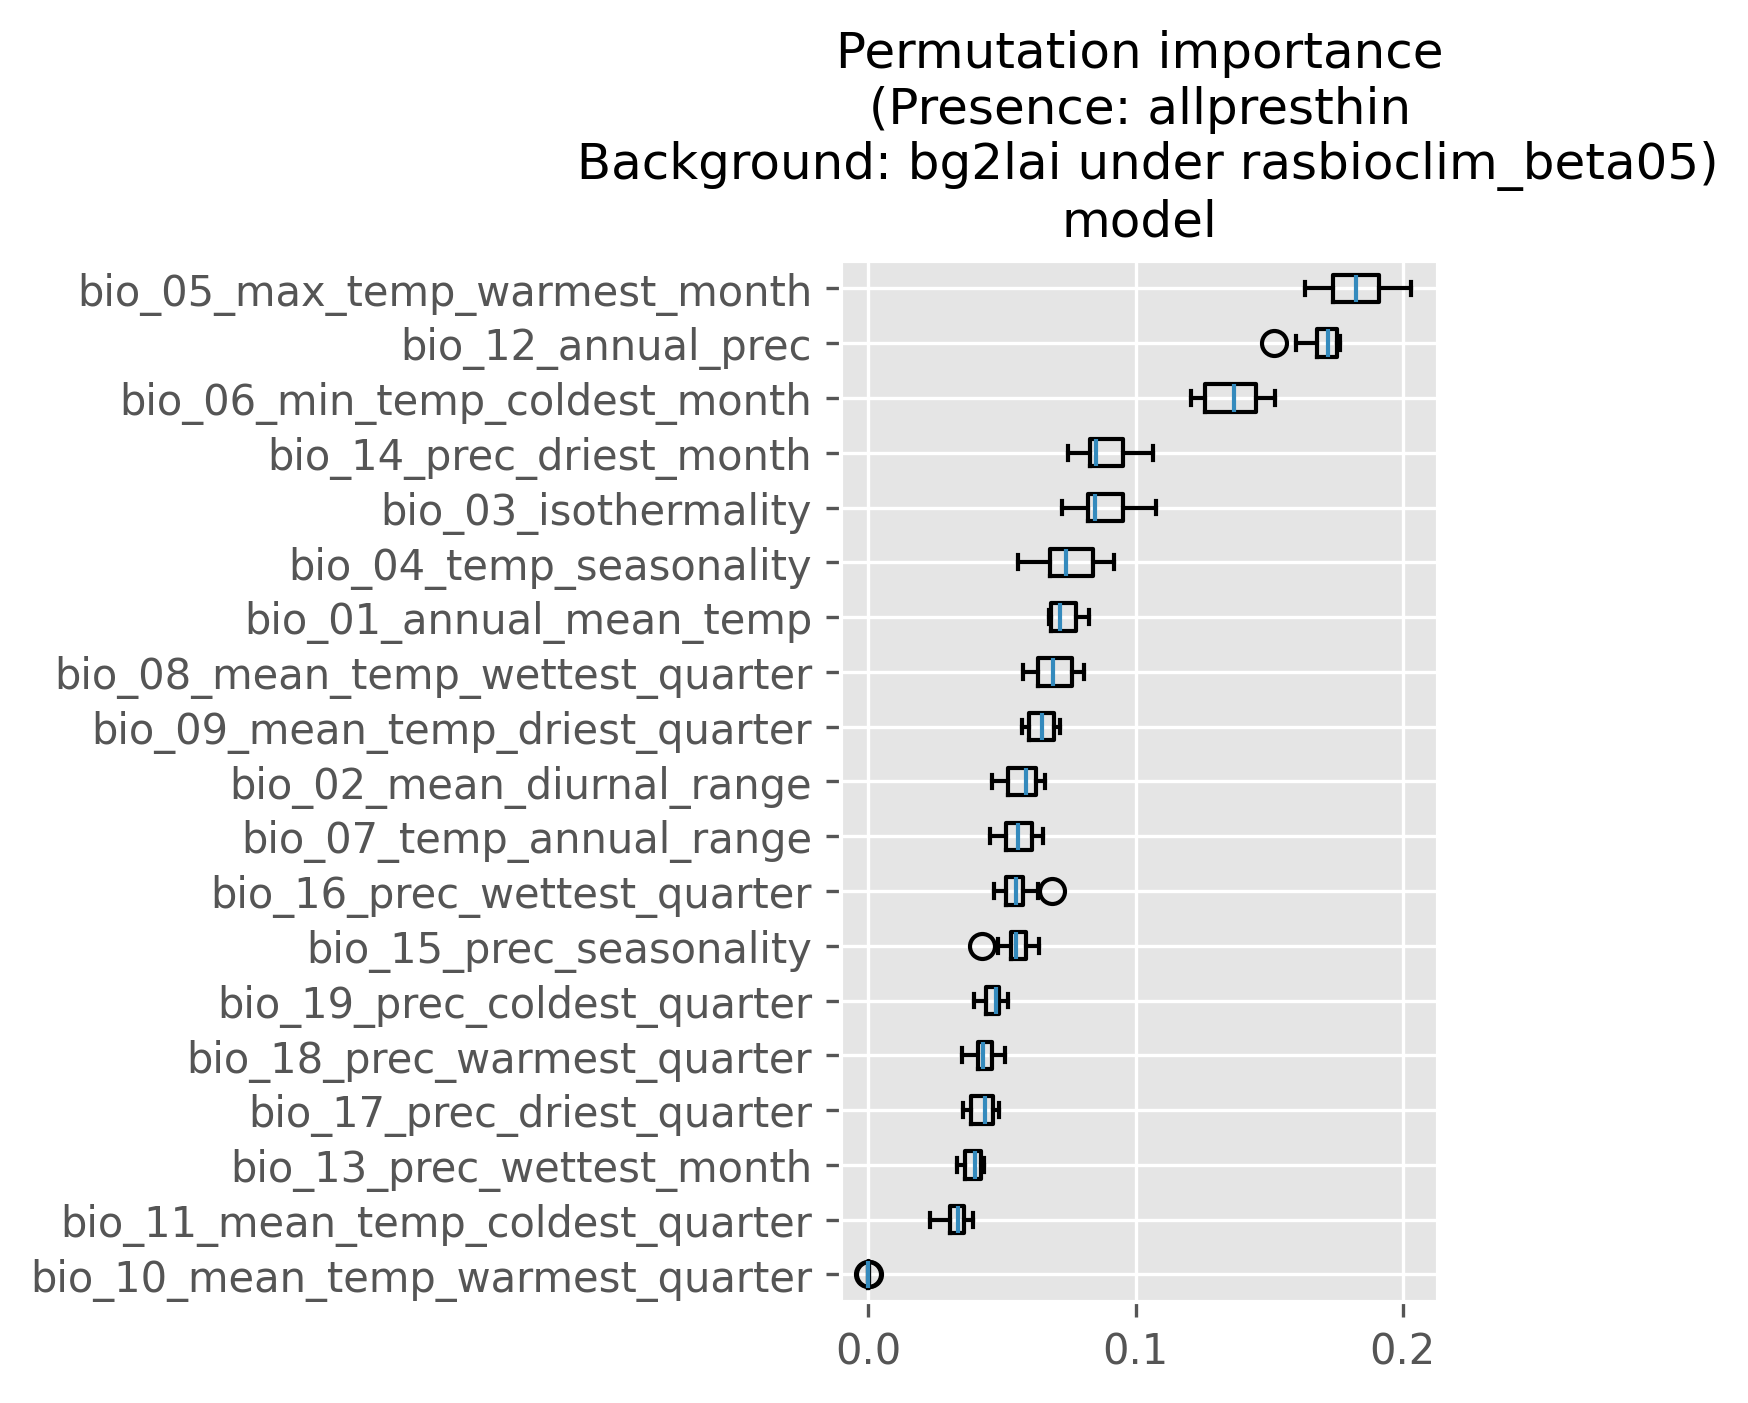 Permutation importance
(Presence: allpresthin
Background: bg2lai under rasbioclim_beta05)
model
bio_05_max_temp_warmest_month
bio_12_annual_prec
bio_06_min_temp_coldest_month
bio_14_prec_driest_month
bio_03_isothermality
bio_04_temp_seasonality
bio_01_annual_mean_temp
bio_08_mean_temp_wettest_quarter
bio_09_mean_temp_driest_quarter
bio_02_mean_diurnal_range
bio_07_temp_annual_range
bio_16_prec_wettest_quarter
bio_15_prec_seasonality
bio_19_prec_coldest_quarter
bio_18_prec_warmest_quarter
bio_17_prec_driest_quarter
bio_13_prec_wettest_month
bio_11_mean_temp_coldest_quarter
bio_10_mean_temp_warmest_quarter
0.0 0.1 0.2